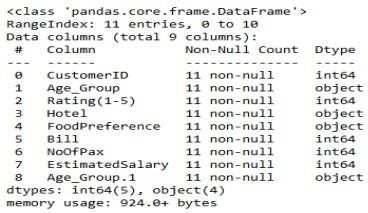 <class 'pandas.core.frame.DataFrame'>
RangeIndex: 11 entries, 0 to 10
Data columns (total 9 columns):
 #   Column           Non-Null Count  Dtype
---  ------           --------------  -----
 0   CustomerID       11 non-null     int64
 1   Age_Group        11 non-null     object
 2   Rating(1-5)      11 non-null     int64
 3   Hotel            11 non-null     object
 4   FoodPreference   11 non-null     object
 5   Bill             11 non-null     int64
 6   NoOfPax          11 non-null     int64
 7   EstimatedSalary  11 non-null     int64
 8   Age_Group.1      11 non-null     object
dtypes: int64(5), object(4)
memory usage: 924.0+ bytes